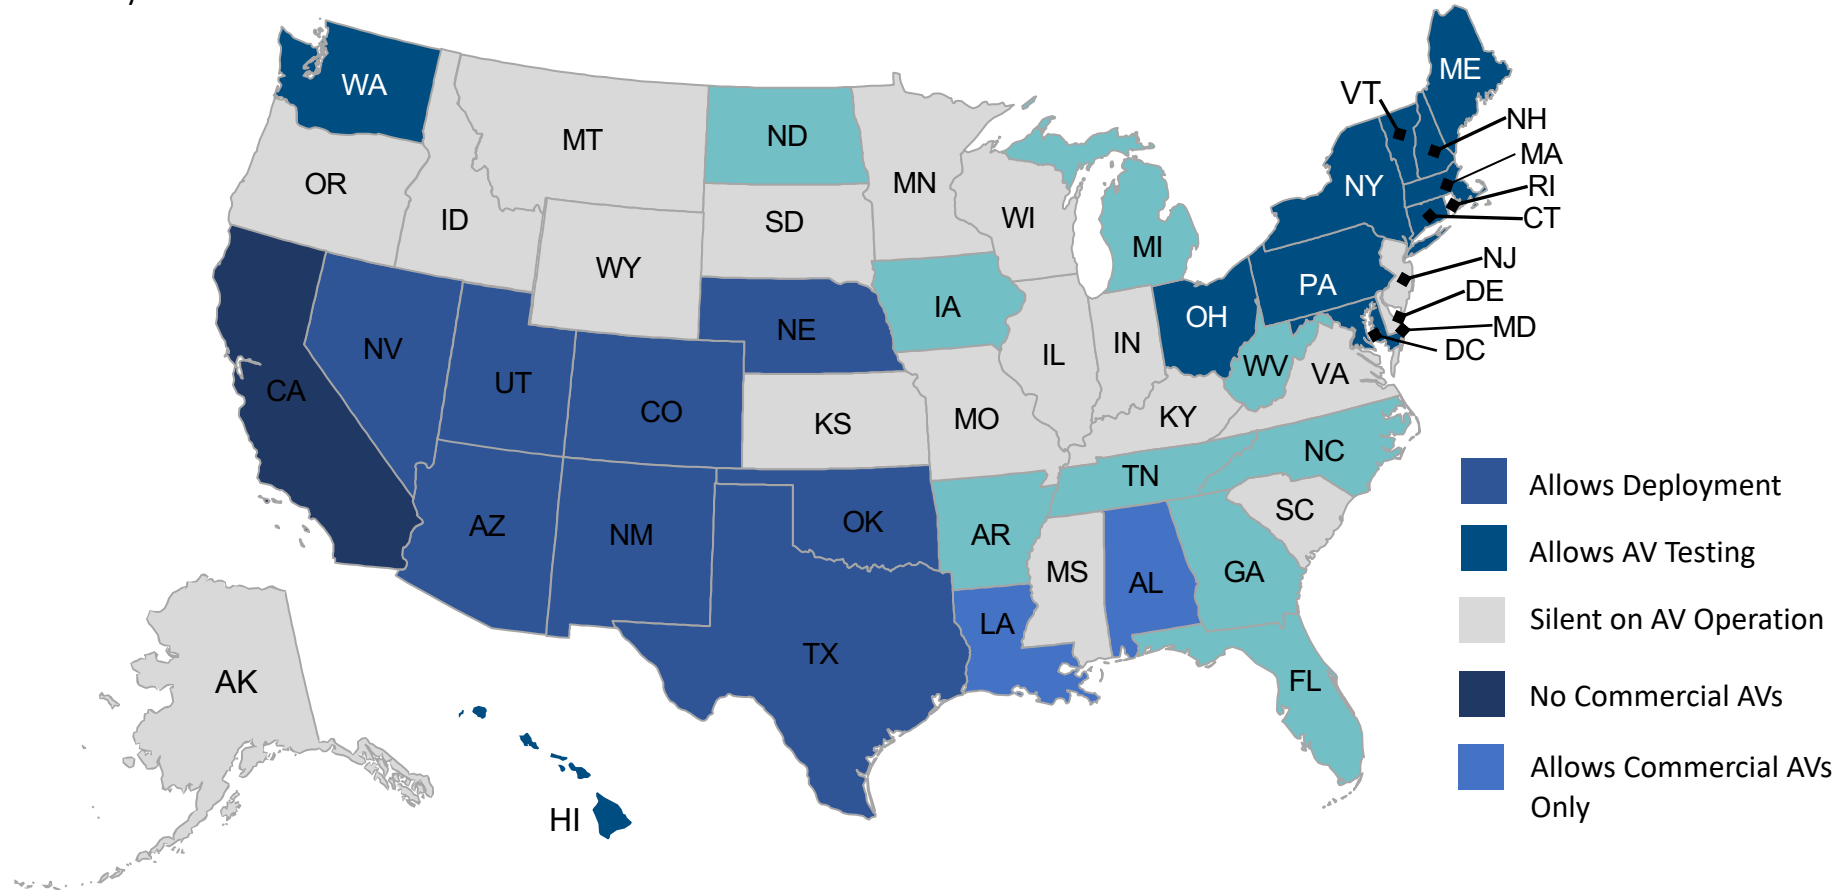 WA
ME
VT
MT
ND
NH
OR
MN
MA
ID
SD
WI
NY
RI
CT
WY
MI
NJ
IA
PA
DE
NE
OH
MD
NV
IL
IN
DC
UT
WV
VA
CA
CO
KS
MO
KY
NC
TN
AZ
NM
OK
AR
SC
MS
AL
GA
LA
TX
FL
AK
HI
Allows Deployment
Allows AV Testing
Silent on AV Operation
No Commercial AVs
Allows Commercial AVs
Only